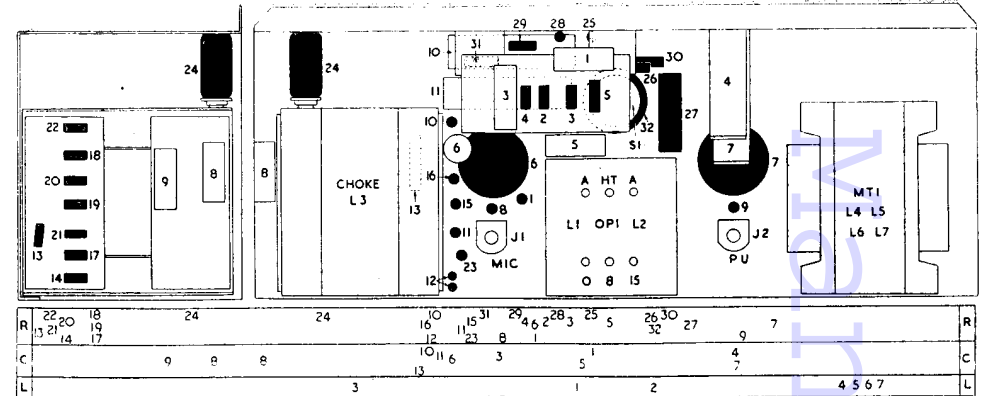 29 28 25
31 1
10 30
24 24 26 4
11 3 4 2 3 5 27
10 32
S1
22
6 5 7
18 9 8 8 6 7
16 A HT A
20 CHOKE
L3 MT1
13 15 8 1 9 L4 L5
19 L6 L7
21 11 J1 L1 OP1 L2 J2
13 17 MIC PU
23
14 12 O 8 15
R 22 18 24 24 10 31 29 28 25 26 30 R
13 21 20 19 16 11 15 4 6 2 3 5 32 27 7
14 17 12 23 8 1 9
C 9 8 8 10 11 6 3 1 4 C
13 5 7
L 3 1 2 4 5 6 7 L
Man